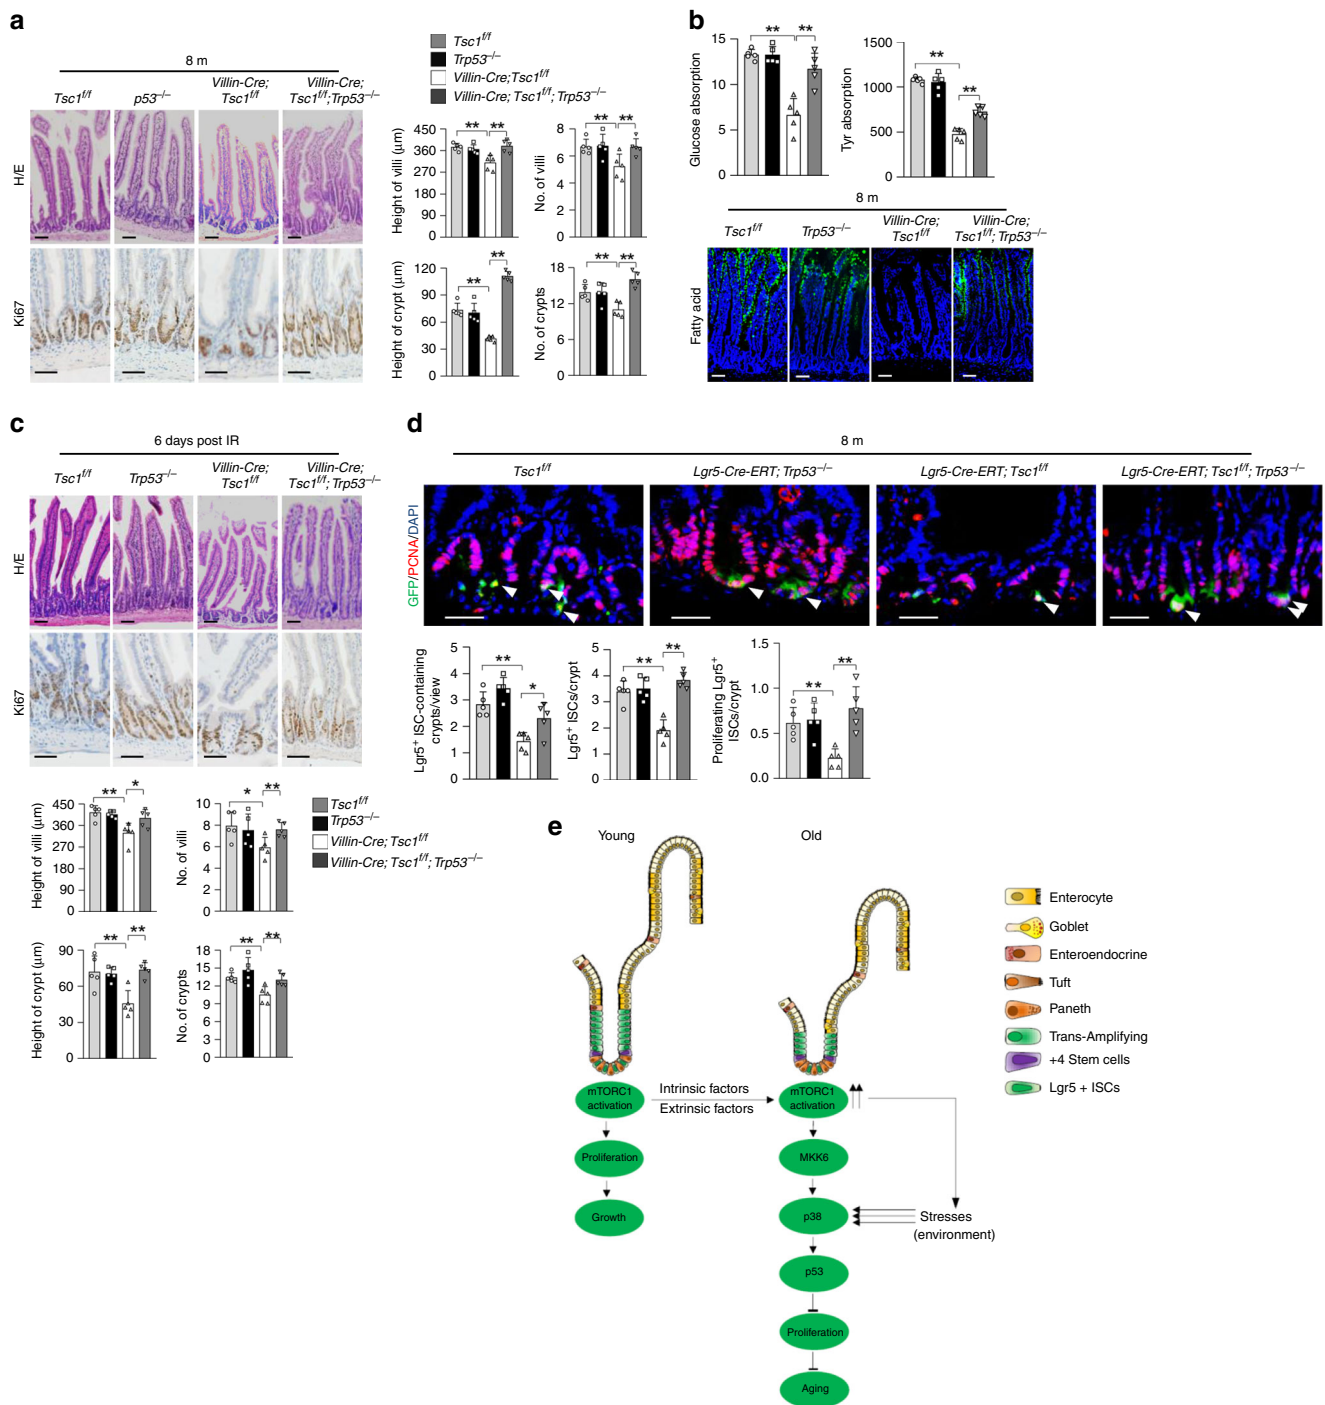 a
8 m
Tsc1f/f
p53–/–
Villin-Cre;
Tsc1f/f
Villin-Cre;
Tsc1f/f;Trp53–/–
H/E
Ki67
Tsc1f/f
Trp53–/–
Villin-Cre;Tsc1f/f
Villin-Cre; Tsc1f/f; Trp53–/–
Height of villi (μm)
450
360
270
180
90
0
** **
No. of villi
8
6
4
2
0
** **
Height of crypt (μm)
120
90
60
30
0
** **
No. of crypts
18
12
6
0
** **
b
Glucose absorption
15
10
5
0
** **
Tyr absorption
1500
1000
500
0
** **
8 m
Tsc1f/f
Trp53–/–
Villin-Cre;
Tsc1f/f
Villin-Cre;
Tsc1f/f; Trp53–/–
Fatty acid
c
6 days post IR
Tsc1f/f
Trp53–/–
Villin-Cre;
Tsc1f/f
Villin-Cre;
Tsc1f/f; Trp53–/–
H/E
Ki67
Height of villi (μm)
450
360
270
180
90
0
** *
No. of villi
10
8
6
4
2
0
* **
Tsc1f/f
Trp53–/–
Villin-Cre; Tsc1f/f
Villin-Cre; Tsc1f/f; Trp53–/–
Height of crypt (μm)
90
60
30
0
** **
No. of crypts
18
15
12
9
6
3
0
** **
d
8 m
Tsc1f/f
Lgr5-Cre-ERT; Trp53–/–
Lgr5-Cre-ERT; Tsc1f/f
Lgr5-Cre-ERT; Tsc1f/f; Trp53–/–
GFP/PCNA/DAPI
Lgr5+ ISC-containing
crypts/view
5
4
3
2
1
0
** *
Lgr5+ ISCs/crypt
5
4
3
2
1
0
** **
Proliferating Lgr5+
ISCs/crypt
1.5
1.0
0.5
0.0
** **
e
Young
Old
mTORC1
activation
Intrinsic factors
Extrinsic factors
mTORC1
activation
Proliferation
Growth
MKK6
p38
Stresses
(environment)
p53
Proliferation
Aging
Enterocyte
Goblet
Enteroendocrine
Tuft
Paneth
Trans-Amplifying
+4 Stem cells
Lgr5 + ISCs